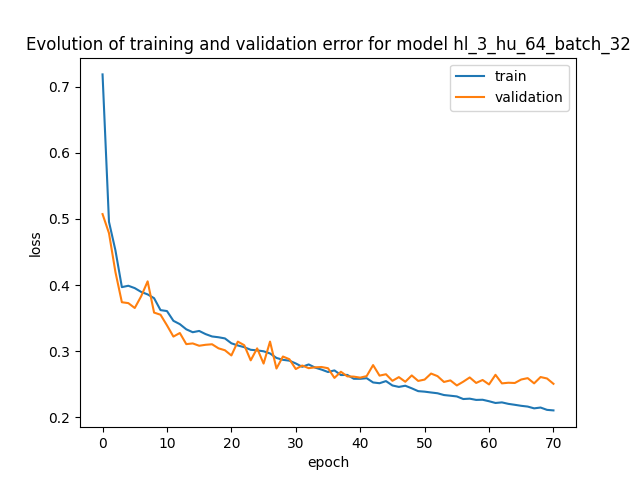 Evolution of training and validation error for model hl_3_hu_64_batch_32
train
validation
0.7
0.6
0.5
0.4
0.3
0.2
loss
0 10 20 30 40 50 60 70
epoch